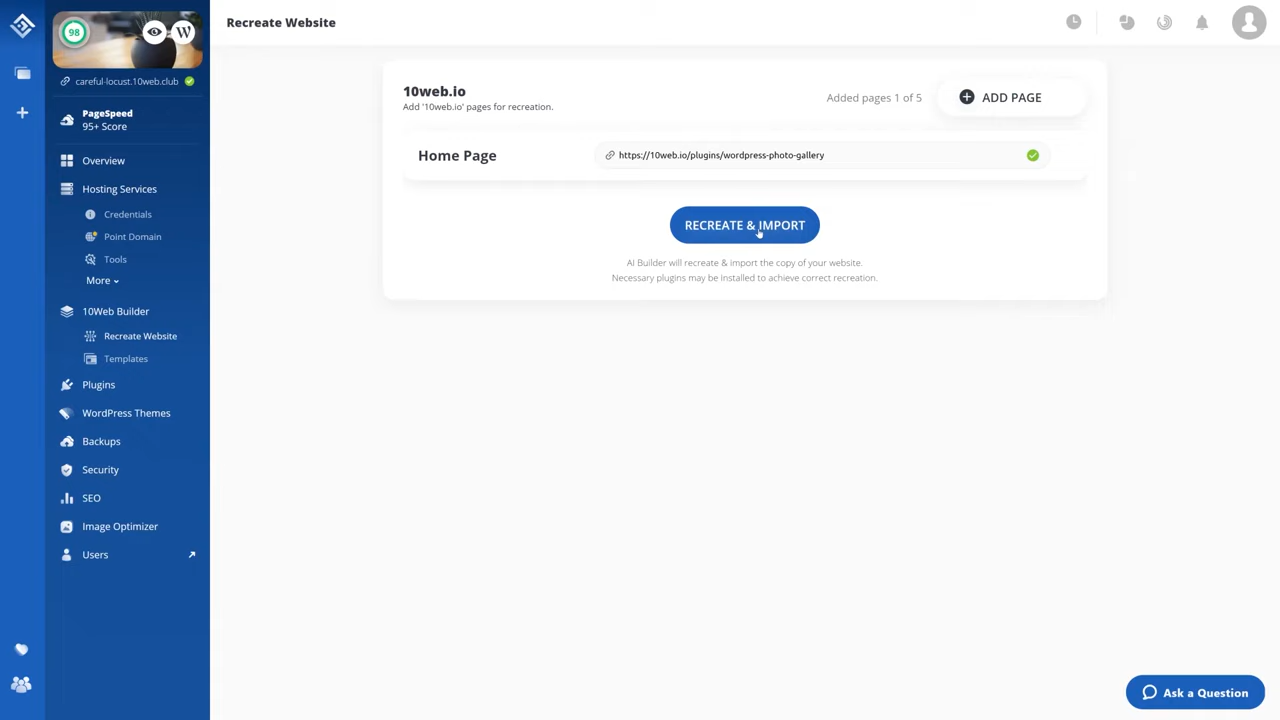 98
W
careful-locust.10web.club
PageSpeed
95+ Score
Overview
Hosting Services
Credentials
Point Domain
Tools
More
10Web Builder
Recreate Website
Templates
Plugins
WordPress Themes
Backups
Security
SEO
Image Optimizer
Users
Recreate Website
10web.io
Add '10web.io' pages for recreation.
Added pages 1 of 5
ADD PAGE
Home Page
https://10web.io/plugins/wordpress-photo-gallery
RECREATE & IMPORT
AI Builder will recreate & import the copy of your website.
Necessary plugins may be installed to achieve correct recreation.
Ask a Question